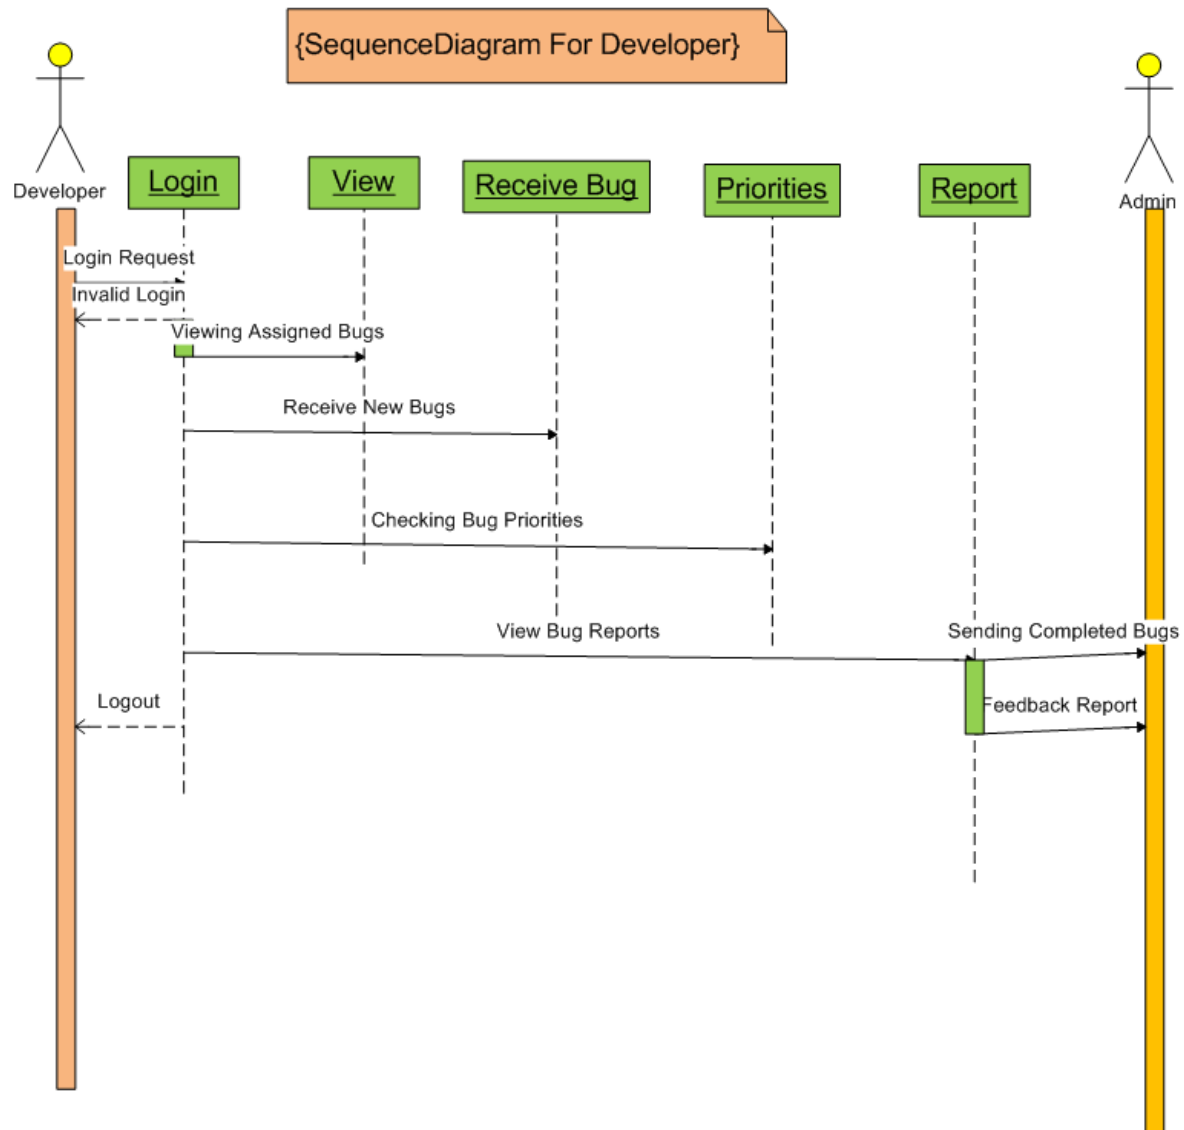 {SequenceDiagram For Developer}
Developer
Login
View
Receive Bug
Priorities
Report
Admin
Login Request
Invalid Login
Viewing Assigned Bugs
Receive New Bugs
Checking Bug Priorities
View Bug Reports
Sending Completed Bugs
Logout
Feedback Report